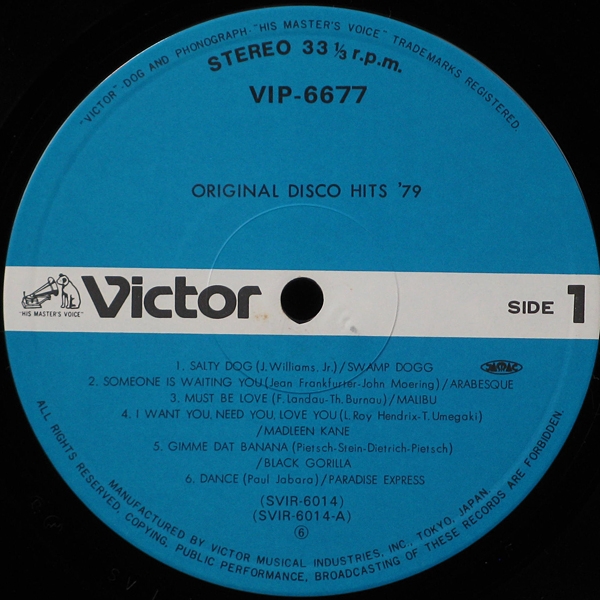 "VICTOR"-DOG AND PHONOGRAPH-"HIS MASTER'S VOICE" TRADEMARKS REGISTERED.
STEREO 33 1/3 r.p.m.
VIP-6677
ORIGINAL DISCO HITS '79
"HIS MASTER'S VOICE"
Victor
SIDE 1
1. SALTY DOG (J. Williams, Jr.)/SWAMP DOGG
2. SOMEONE IS WAITING YOU (Jean Frankfurter-John Moering)/ARABESQUE
3. MUST BE LOVE (F. Landau-Th. Burnau)/MALIBU
4. I WANT YOU, NEED YOU, LOVE YOU (L. Ray Hendrix-T. Umegaki)
/MADLEEN KANE
5. GIMME DAT BANANA (Pietsch-Stein-Dietrich-Pietsch)
/BLACK GORILLA
6. DANCE (Paul Jabara)/PARADISE EXPRESS
(SVIR-6014)
(SVIR-6014-A)
⑥
MANUFACTURED BY VICTOR MUSICAL INDUSTRIES, INC., TOKYO, JAPAN
ALL RIGHTS RESERVED. COPYING, PUBLIC PERFORMANCE, BROADCASTING OF THESE RECORDS ARE FORBIDDEN.